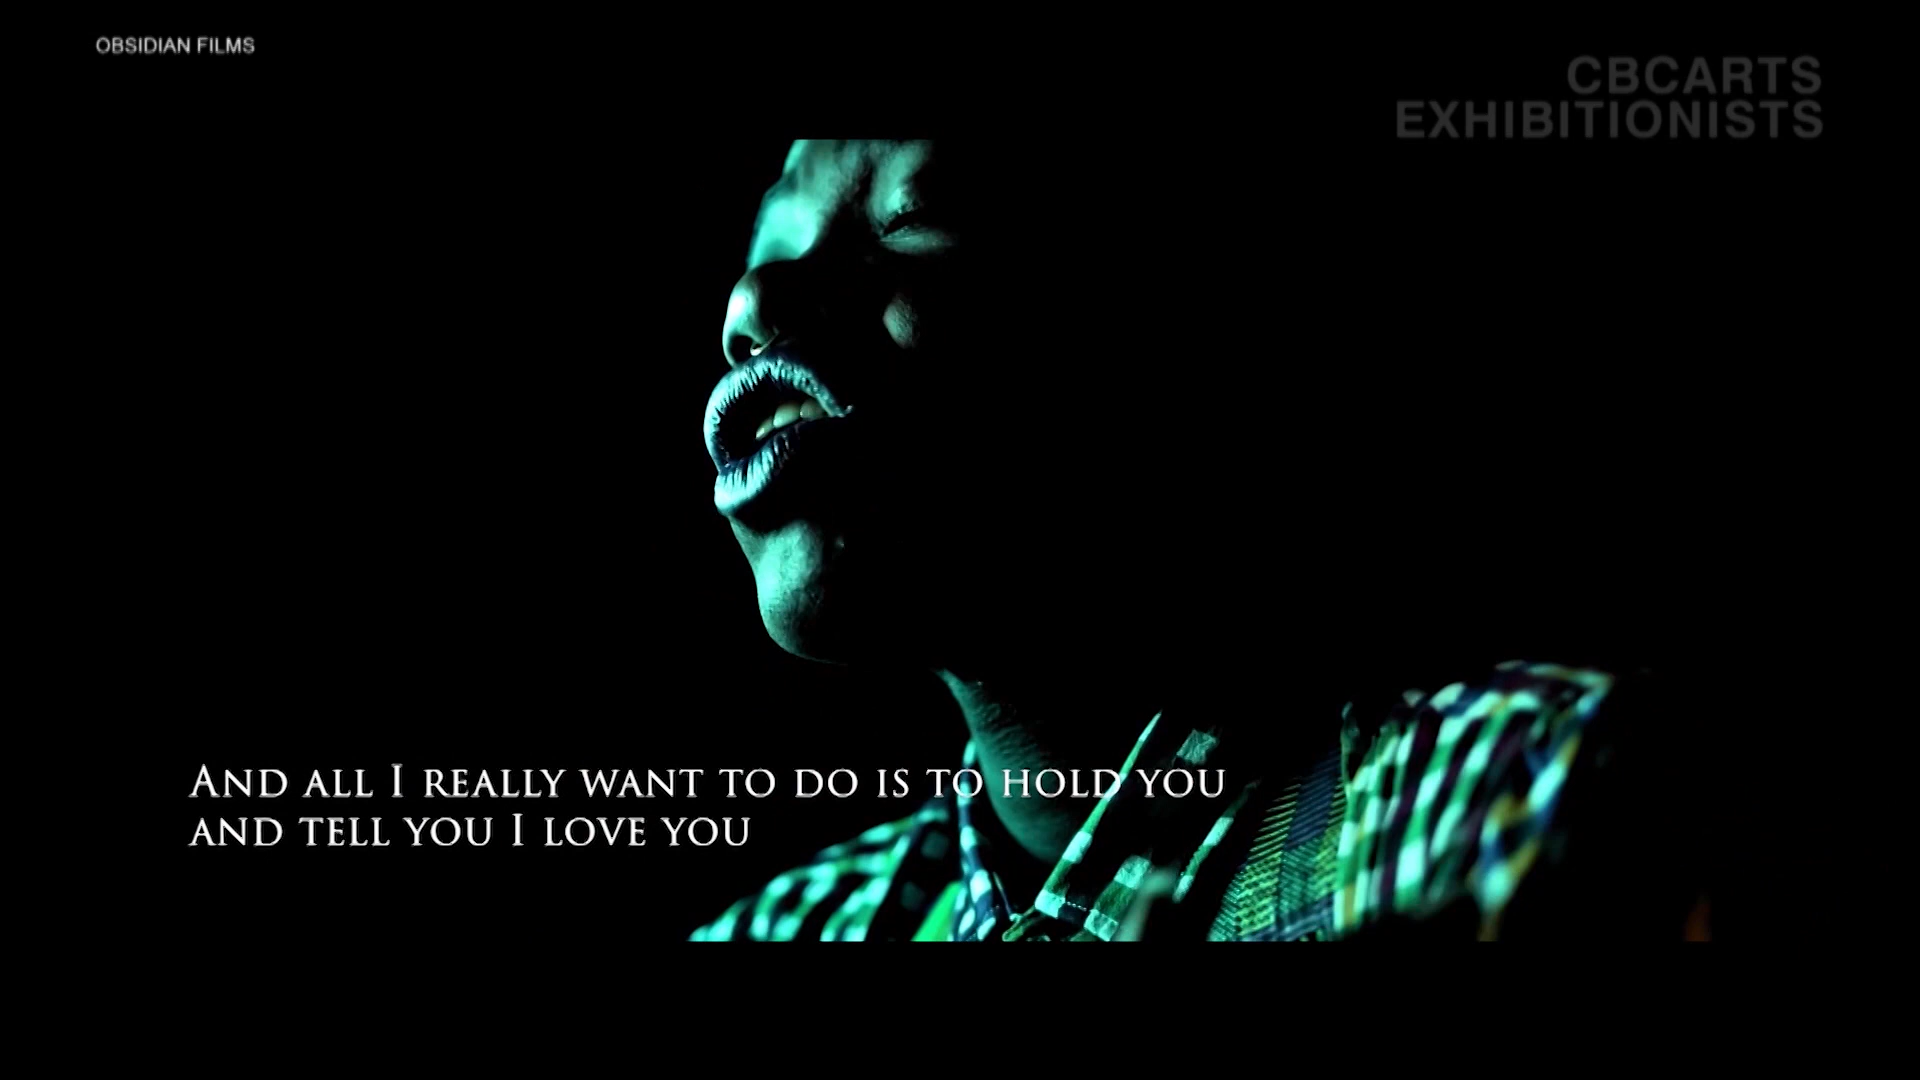 OBSIDIAN FILMS
CBCARTS
EXHIBITIONISTS
AND ALL I REALLY WANT TO DO IS TO HOLD YOU
AND TELL YOU I LOVE YOU